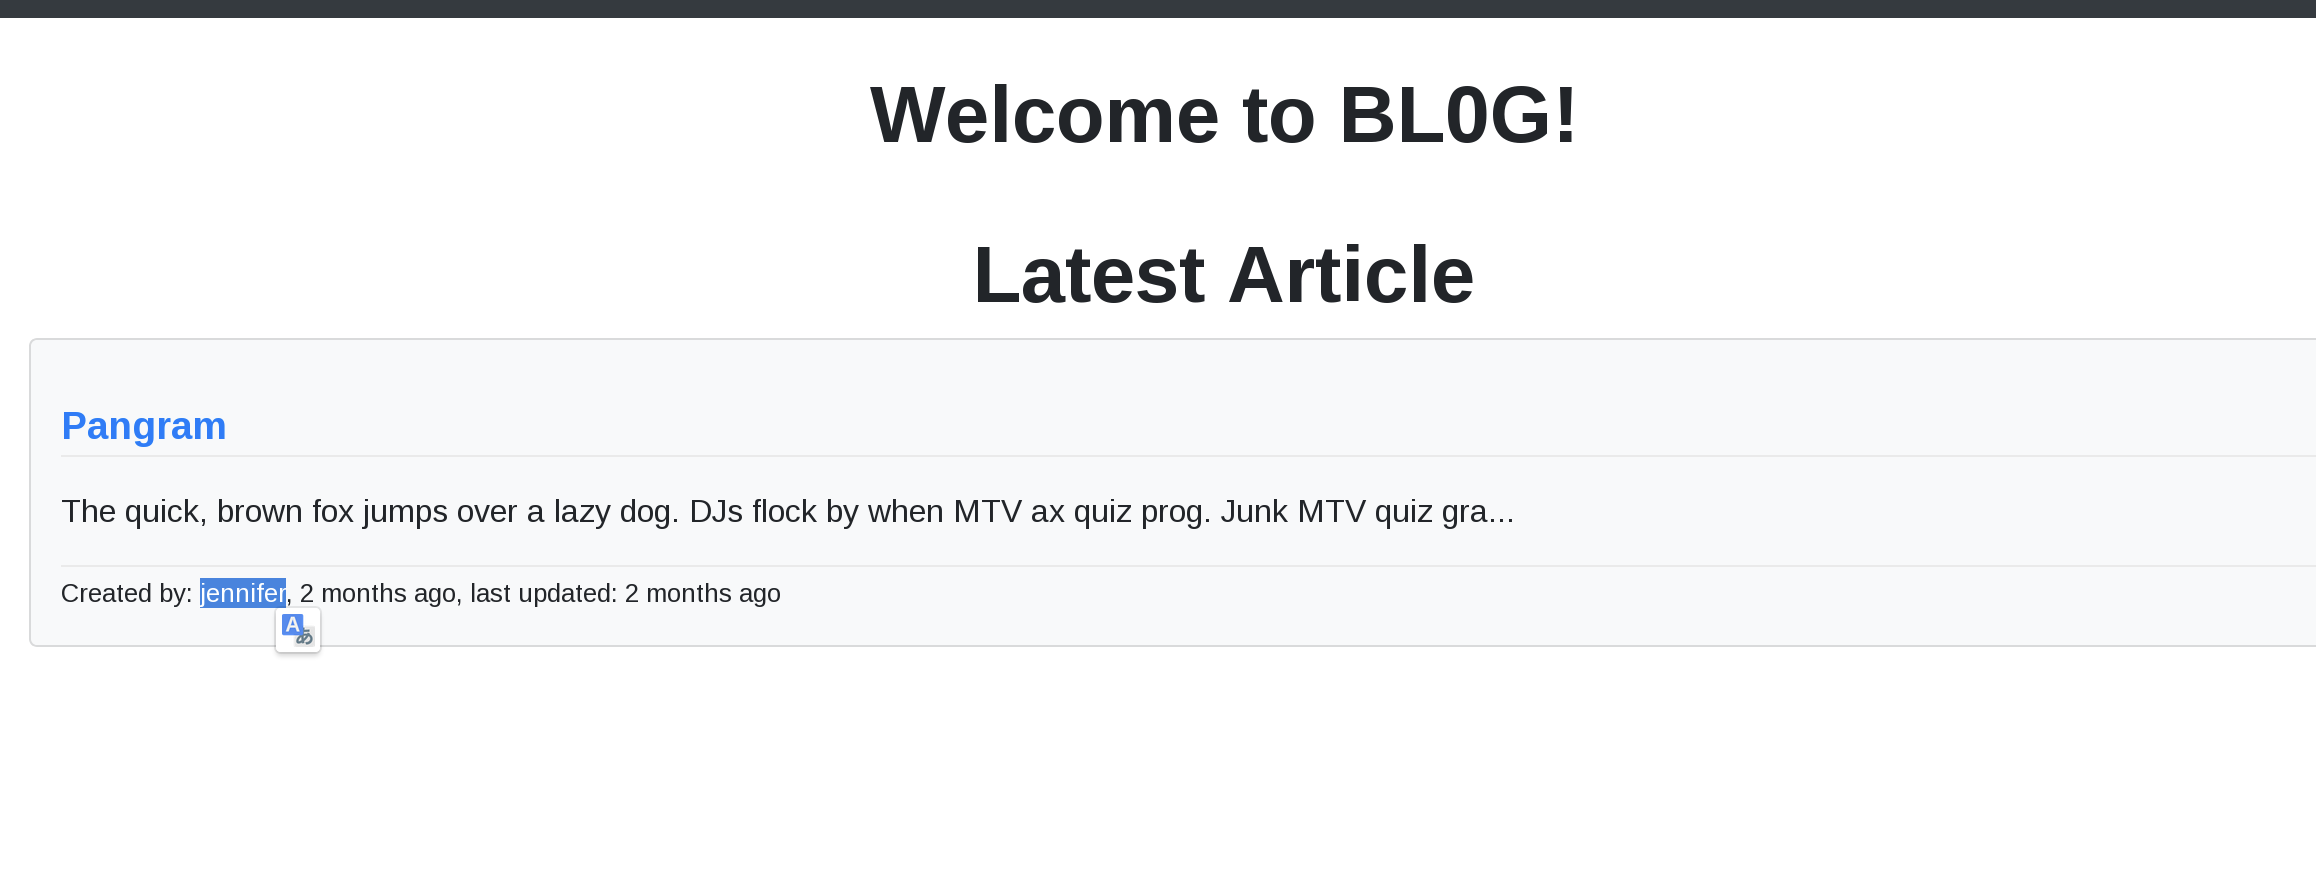 Welcome to BL0G!
Latest Article
Pangram
The quick, brown fox jumps over a lazy dog. DJs flock by when MTV ax quiz prog. Junk MTV quiz gra...
Created by: jennifer, 2 months ago, last updated: 2 months ago
A あ